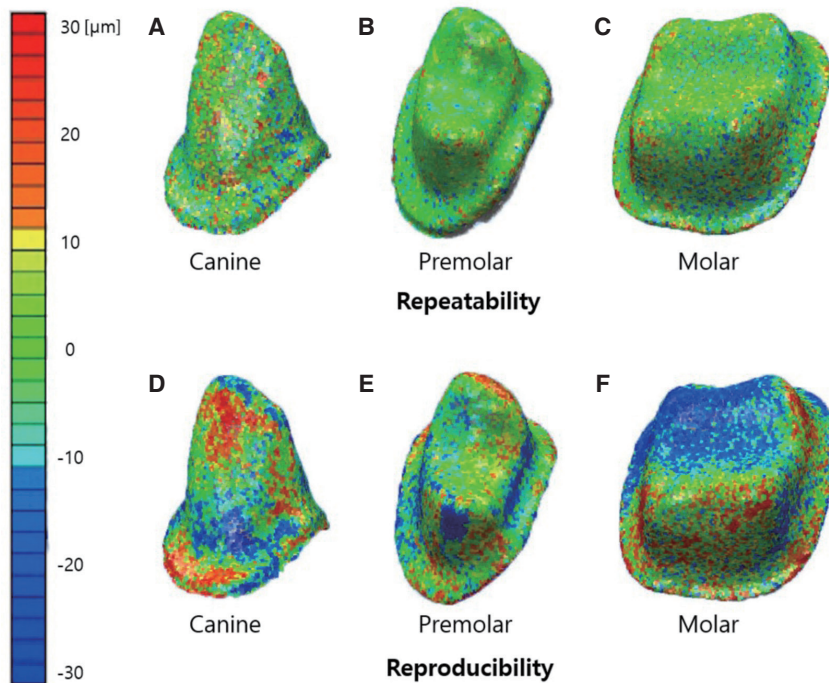 30 [µm]
20
10
0
-10
-20
-30
A
B
C
Canine
Premolar
Molar
Repeatability
D
E
F
Canine
Premolar
Molar
Reproducibility